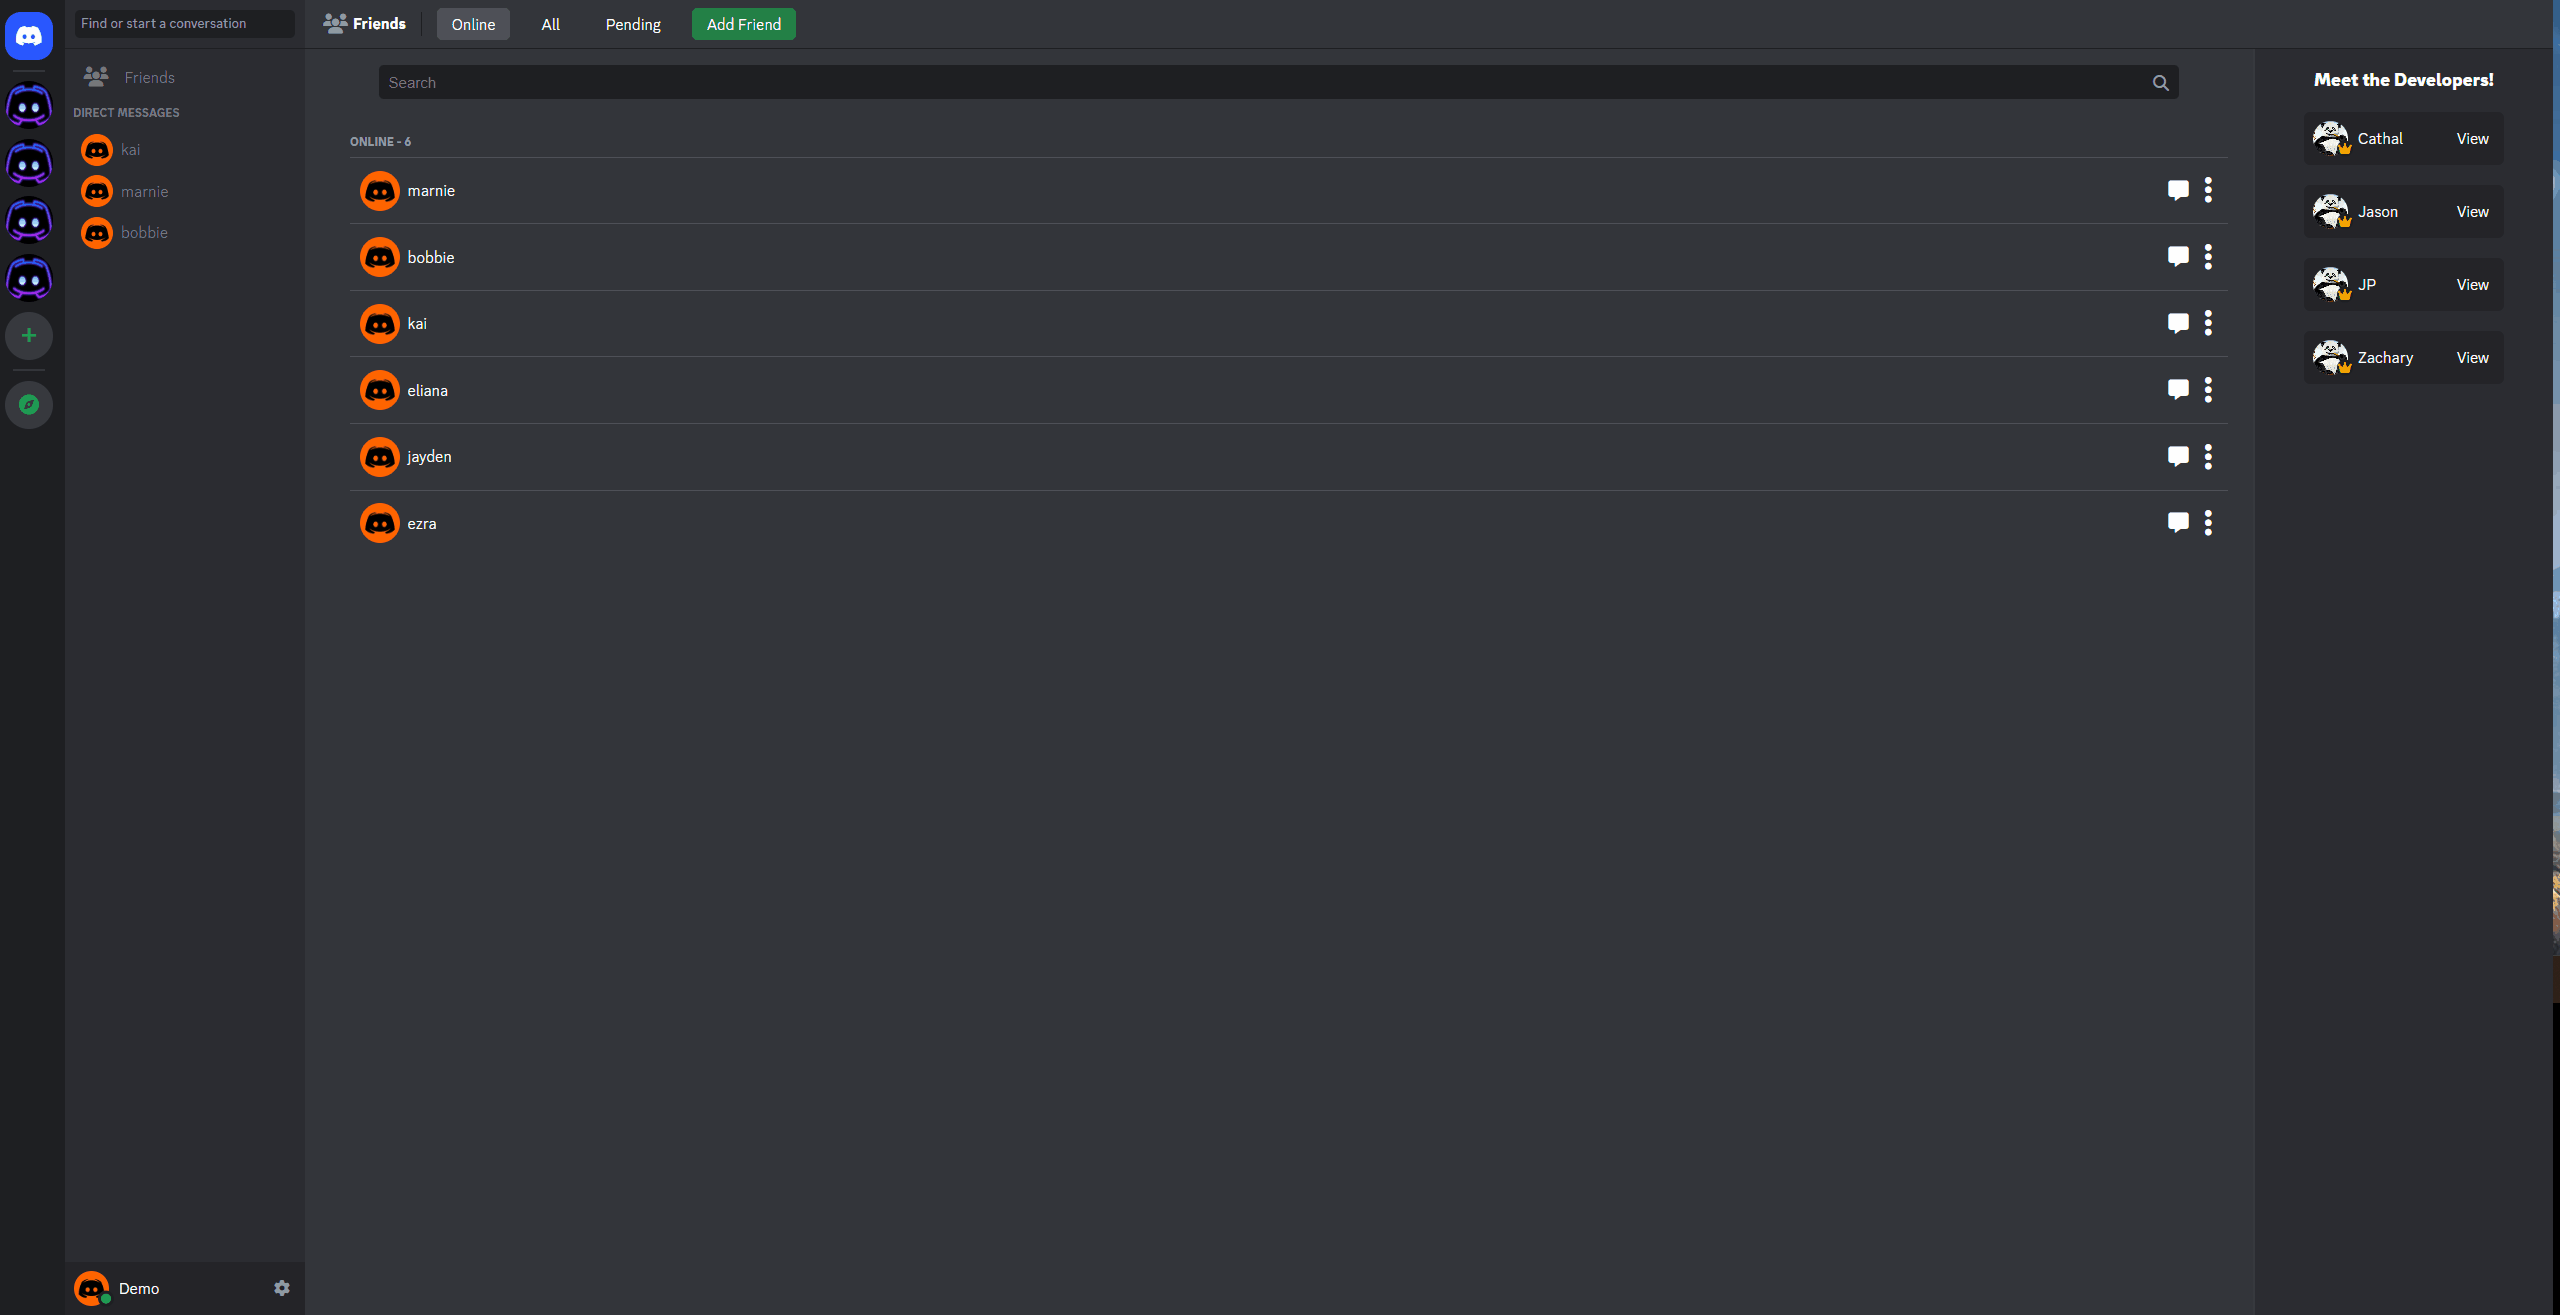 Find or start a conversation
Friends
DIRECT MESSAGES
kai
marnie
bobbie
Demo
Friends
Online
All
Pending
Add Friend
Search
ONLINE - 6
marnie
bobbie
kai
eliana
jayden
ezra
Meet the Developers!
Cathal View
Jason View
JP View
Zachary View